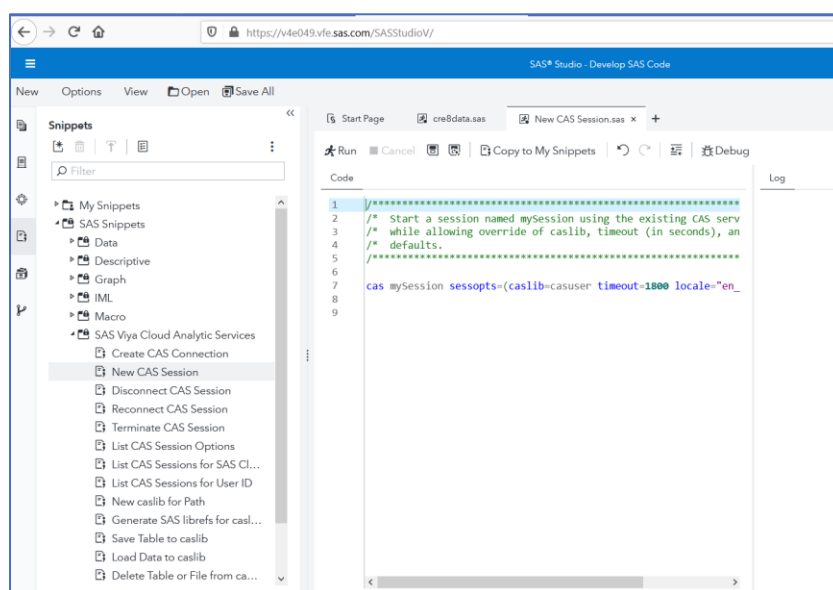 https://v4e049.vfe.sas.com/SASStudioV/
SAS® Studio - Develop SAS Code
New Options View Open Save All
Snippets
Filter
My Snippets
SAS Snippets
Data
Descriptive
Graph
IML
Macro
SAS Viya Cloud Analytic Services
Create CAS Connection
New CAS Session
Disconnect CAS Session
Reconnect CAS Session
Terminate CAS Session
List CAS Session Options
List CAS Sessions for SAS Cl...
List CAS Sessions for User ID
New caslib for Path
Generate SAS librefs for casl...
Save Table to caslib
Load Data to caslib
Delete Table or File from ca...
Start Page cre8data.sas New CAS Session.sas × +
Run Cancel Copy to My Snippets Debug
Code Log
1 /*****************************************************************
2 /* Start a session named mySession using the existing CAS serv
3 /* while allowing override of caslib, timeout (in seconds), an
4 /* defaults.
5 /*****************************************************************
6
7 cas mySession sessopts=(caslib=casuser timeout=1800 locale="en_
8
9